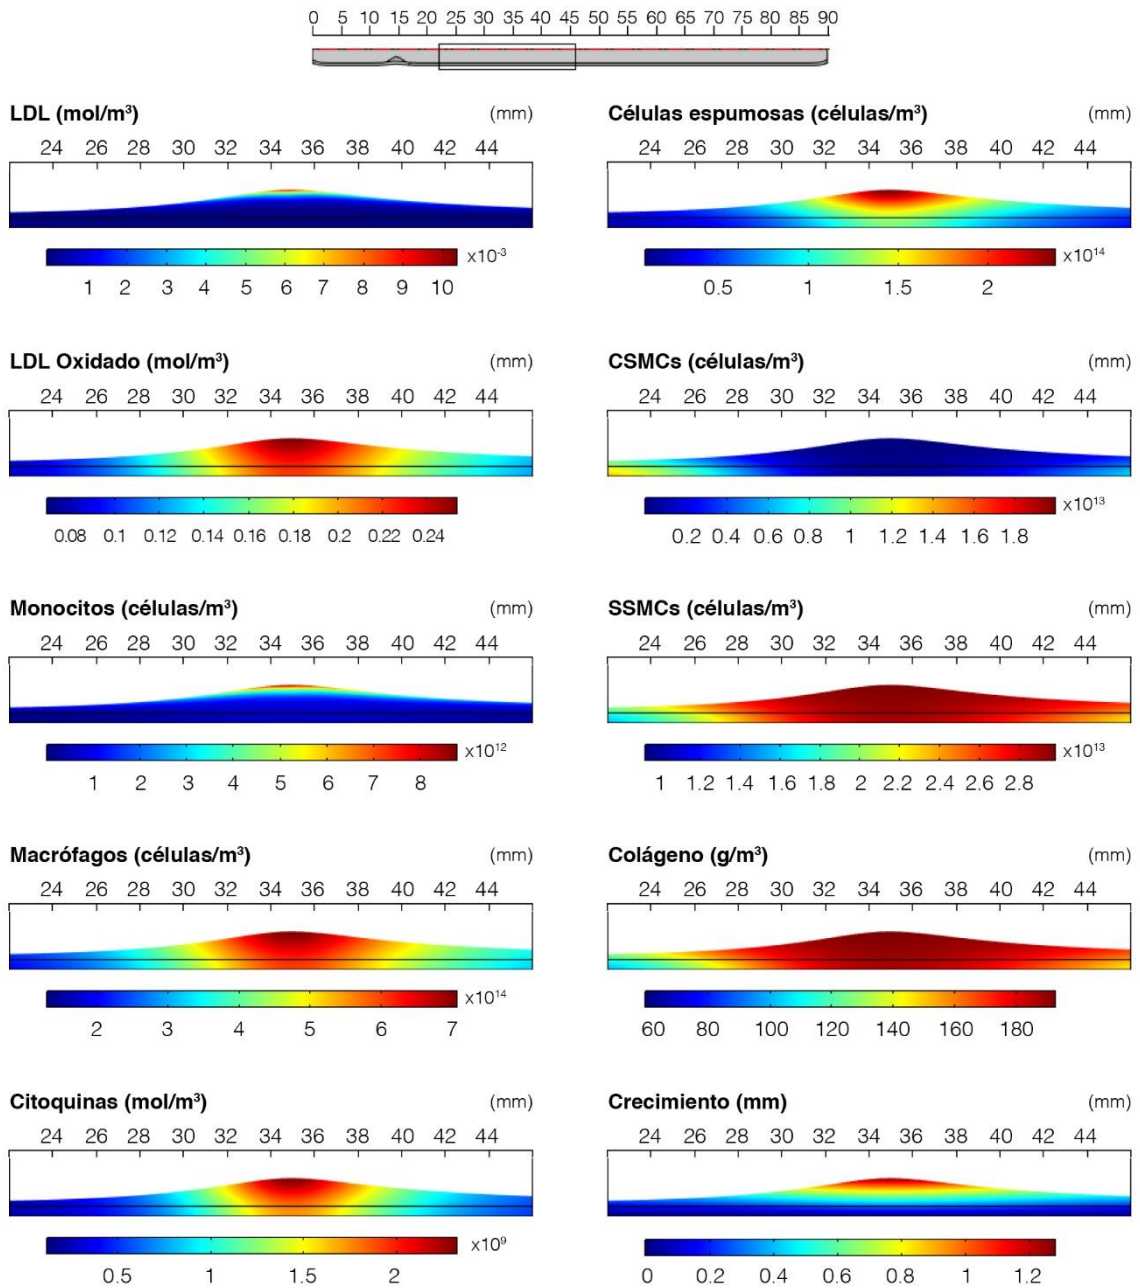 0 5 10 15 20 25 30 35 40 45 50 55 60 65 70 75 80 85 90
LDL (mol/m³) (mm)
24 26 28 30 32 34 36 38 40 42 44
x10⁻³
1 2 3 4 5 6 7 8 9 10
Células espumosas (células/m³) (mm)
24 26 28 30 32 34 36 38 40 42 44
x10¹⁴
0.5 1 1.5 2
LDL Oxidado (mol/m³) (mm)
24 26 28 30 32 34 36 38 40 42 44
0.08 0.1 0.12 0.14 0.16 0.18 0.2 0.22 0.24
CSMCs (células/m³) (mm)
24 26 28 30 32 34 36 38 40 42 44
x10¹³
0.2 0.4 0.6 0.8 1 1.2 1.4 1.6 1.8
Monocitos (células/m³) (mm)
24 26 28 30 32 34 36 38 40 42 44
x10¹²
1 2 3 4 5 6 7 8
SSMCs (células/m³) (mm)
24 26 28 30 32 34 36 38 40 42 44
x10¹³
1 1.2 1.4 1.6 1.8 2 2.2 2.4 2.6 2.8
Macrófagos (células/m³) (mm)
24 26 28 30 32 34 36 38 40 42 44
x10¹⁴
2 3 4 5 6 7
Colágeno (g/m³) (mm)
24 26 28 30 32 34 36 38 40 42 44
60 80 100 120 140 160 180
Citoquinas (mol/m³) (mm)
24 26 28 30 32 34 36 38 40 42 44
x10⁹
0.5 1 1.5 2
Crecimiento (mm) (mm)
24 26 28 30 32 34 36 38 40 42 44
0 0.2 0.4 0.6 0.8 1 1.2